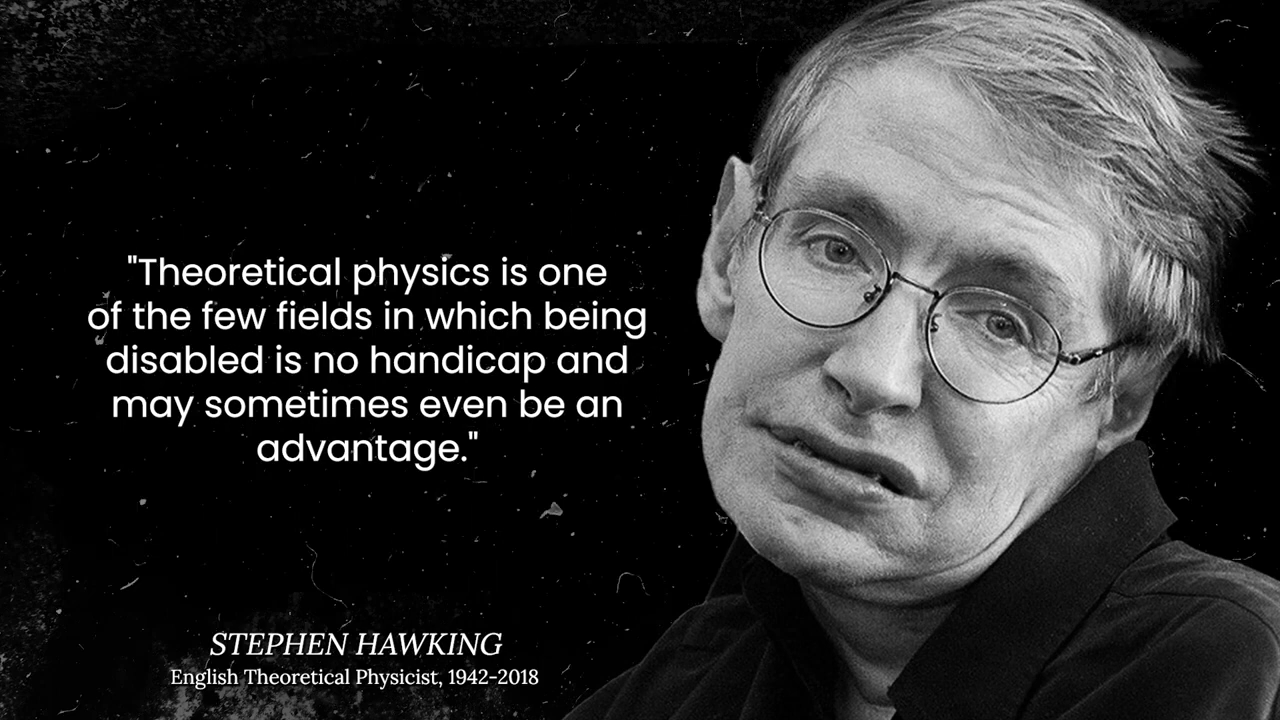 "Theoretical physics is one
of the few fields in which being
disabled is no handicap and
may sometimes even be an
advantage."
STEPHEN HAWKING
English Theoretical Physicist, 1942-2018